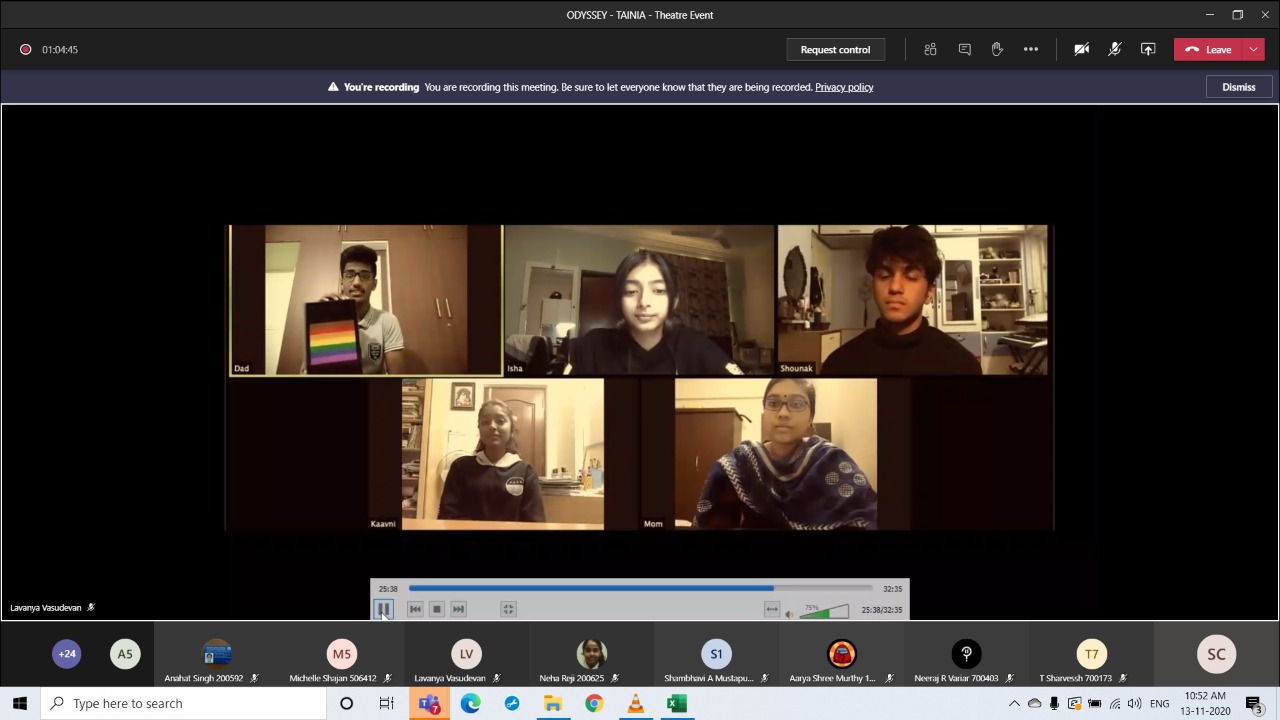 ODYSSEY - TAINIA - Theatre Event
01:04:45
Request control
Leave
You're recording You are recording this meeting. Be sure to let everyone know that they are being recorded. Privacy policy
Dismiss
Dad
Isha
Shounak
Kaavni
Mom
25:38
32:35
75%
25:38/32:35
Lavanya Vasudevan
+24
A5
M5
LV
S1
T7
SC
Anahat Singh 200592
Michelle Shajan 506412
Lavanya Vasudevan
Neha Reji 200625
Shambhavi A Mustapu...
Aarya Shree Murthy 1...
Neeraj R Variar 700403
T Sharvessh 700173
Type here to search
7
ENG
10:52 AM
13-11-2020
3